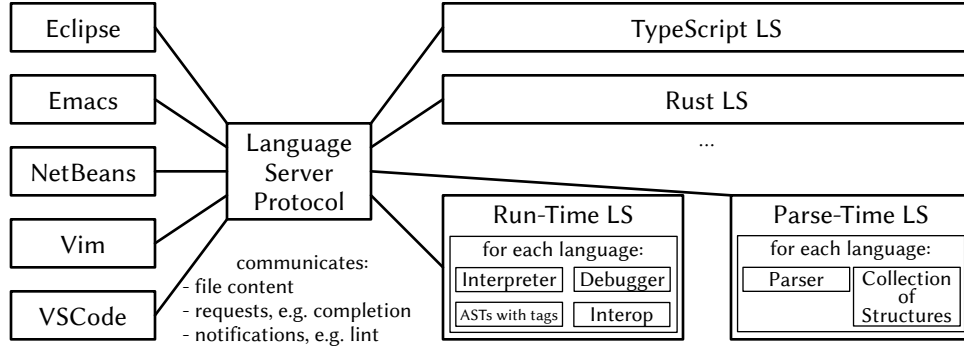 Eclipse
Emacs
NetBeans
Vim
VSCode
Language
Server
Protocol
communicates:
- file content
- requests, e.g. completion
- notifications, e.g. lint
TypeScript LS
Rust LS
...
Run-Time LS
for each language:
Interpreter
Debugger
ASTs with tags
Interop
Parse-Time LS
for each language:
Parser
Collection
of
Structures